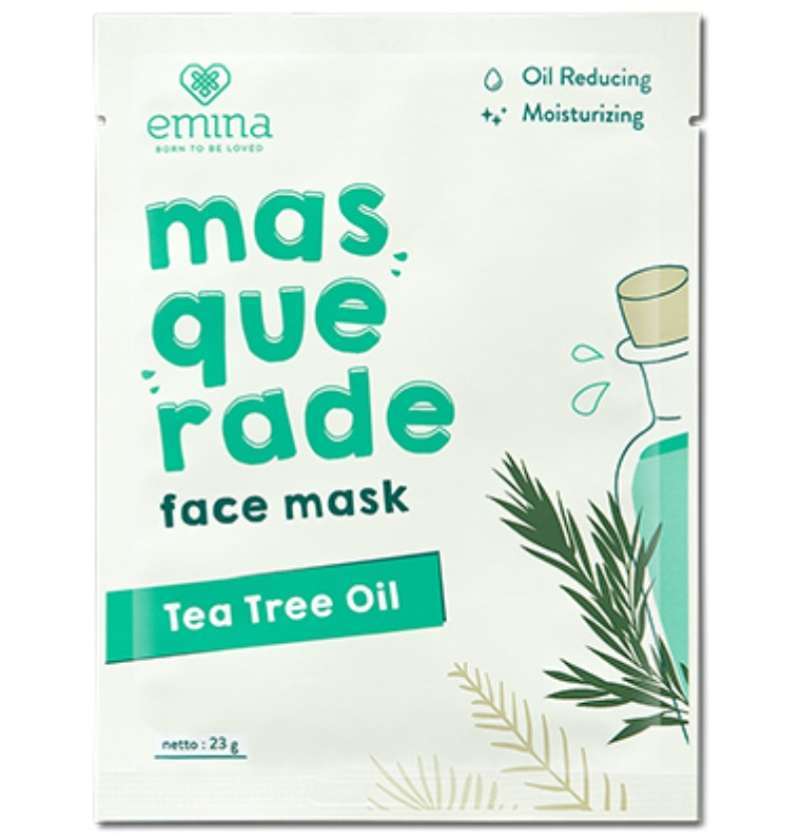 emina
BORN TO BE LOVED
Oil Reducing
Moisturizing
mas
que
rade
face mask
Tea Tree Oil
netto : 23 g